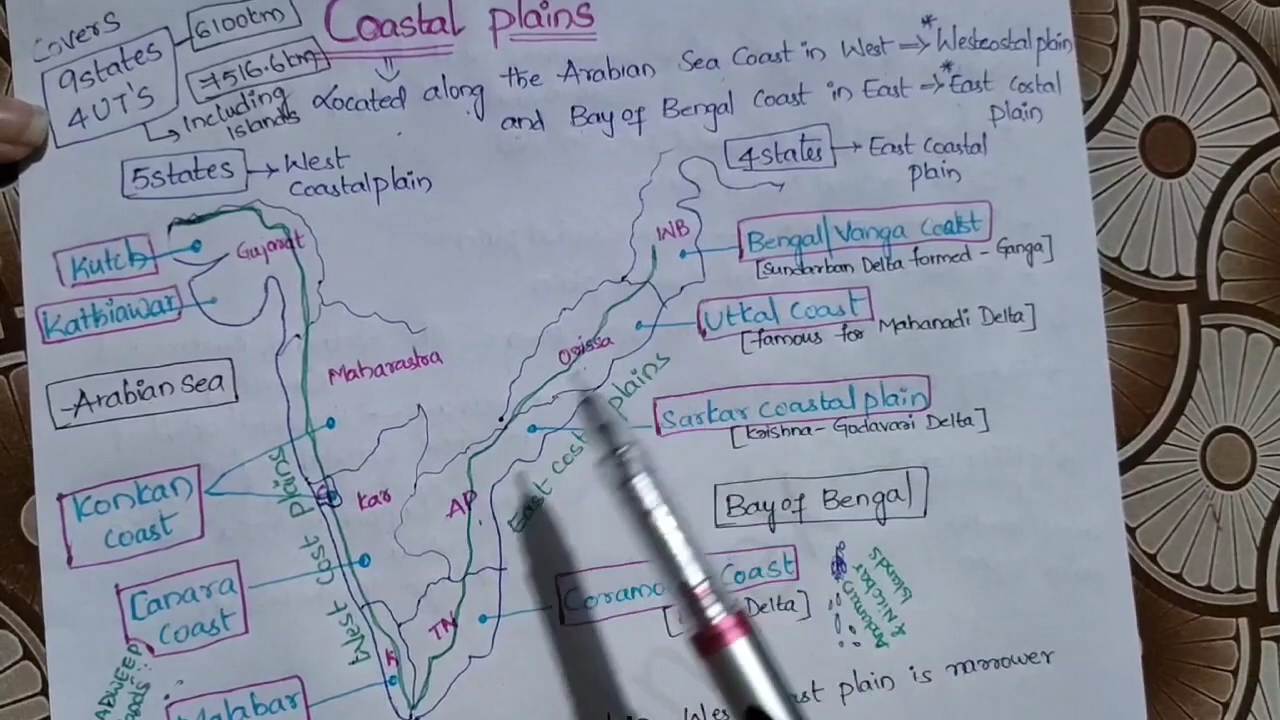 Covers
9states
4UT'S
6100km
7516.6km
Including
Islands
Coastal plains
Located along the Arabian Sea Coast in West → *Westcostal plain
and Bay of Bengal Coast in East → *East Costal
plain
5states → West
coastalplain
4states → East coastal
plain
Kutch
Gujarat
Kathiawar
Arabian Sea
Maharastra
Konkan
coast
Kar
Canara
coast
Malabar
West cost plains
K
TN
AP
Orissa
WB
East cost plains
Bengal/Vanga Coast
[Sundarban Delta formed - Ganga]
Utkal Coast
[famous for Mahanadi Delta]
Sarkar coastal plain
[Krishna - Godavari Delta]
Bay of Bengal
Coast
Delta]
Andaman
& Nicobar
Islands
plain is narrower